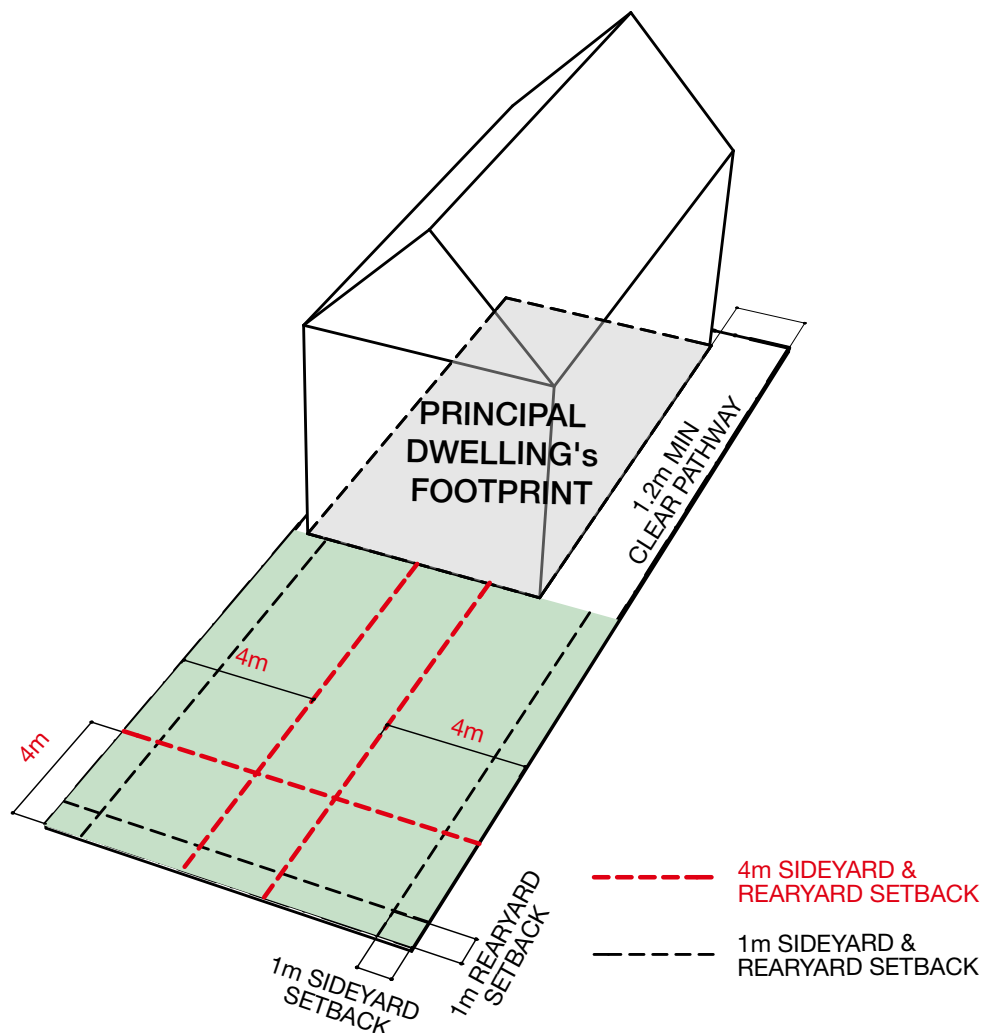 PRINCIPAL
DWELLING's
FOOTPRINT
1.2m MIN
CLEAR PATHWAY
4m
4m
4m
1m SIDEYARD
SETBACK
1m REARYARD
SETBACK
4m SIDEYARD &
REARYARD SETBACK
1m SIDEYARD &
REARYARD SETBACK